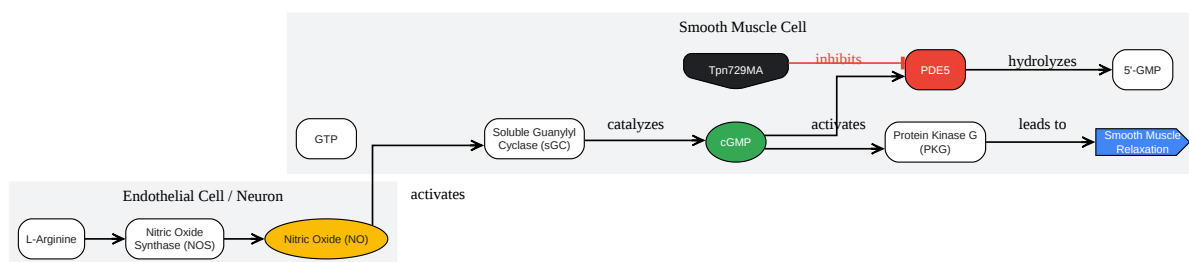 Smooth Muscle Cell
Tpn729MA
inhibits
PDE5
hydrolyzes
5'-GMP
GTP
Soluble Guanylyl
Cyclase (sGC)
catalyzes
cGMP
activates
Protein Kinase G
(PKG)
leads to
Smooth Muscle
Relaxation
Endothelial Cell / Neuron
activates
L-Arginine
Nitric Oxide
Synthase (NOS)
Nitric Oxide (NO)